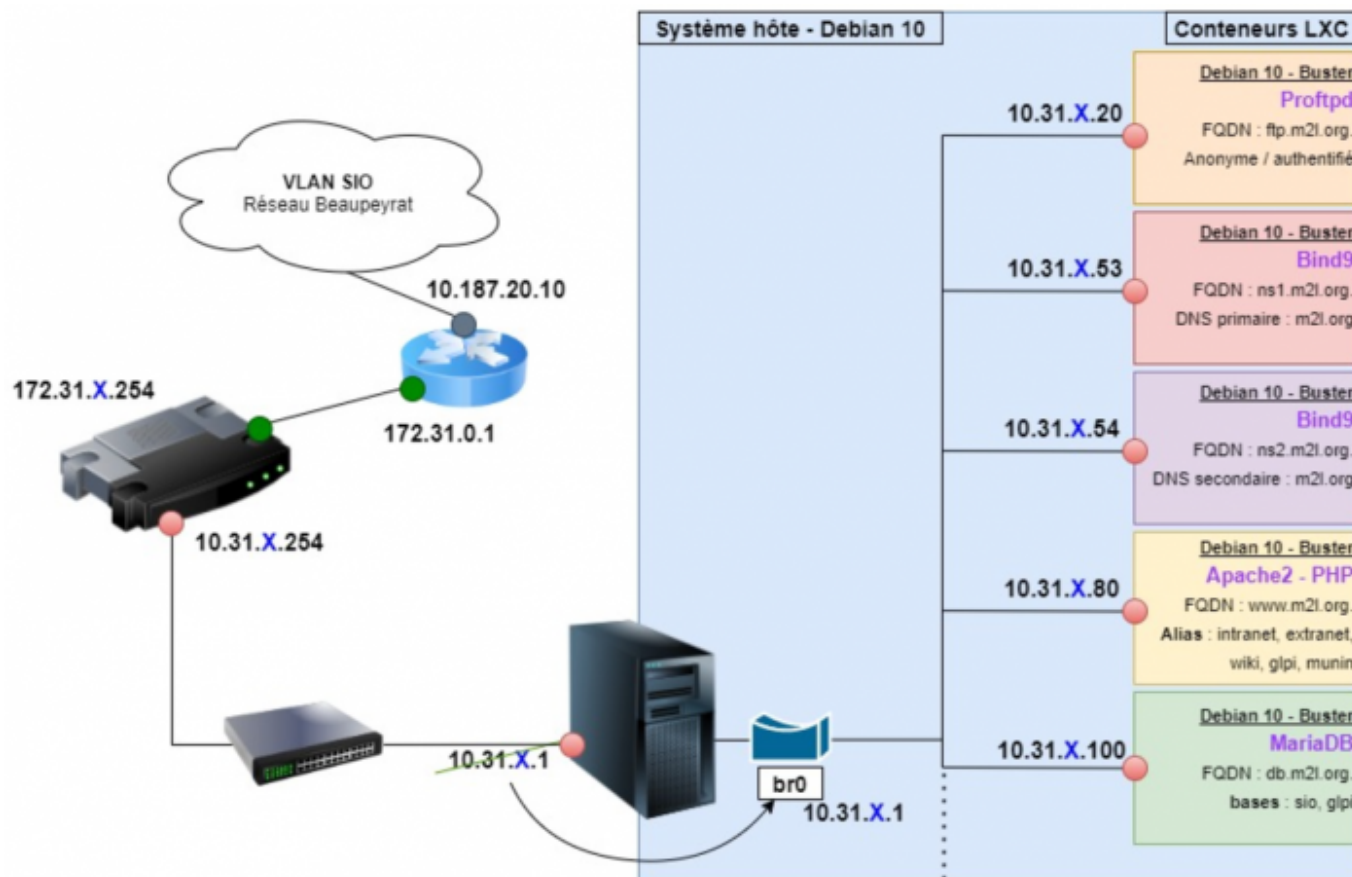 Système hôte - Debian 10
Conteneurs LXC
VLAN SIO
Réseau Beaupeyrat
10.187.20.10
172.31.X.254
172.31.0.1
10.31.X.254
10.31.X.1
br0
10.31.X.1
10.31.X.20
Debian 10 - Buster
Proftpd
FQDN : ftp.m2l.org.
Anonyme / authentifié
10.31.X.53
Debian 10 - Buster
Bind9
FQDN : ns1.m2l.org.
DNS primaire : m2l.org
10.31.X.54
Debian 10 - Buster
Bind9
FQDN : ns2.m2l.org.
DNS secondaire : m2l.org
10.31.X.80
Debian 10 - Buster
Apache2 - PHP
FQDN : www.m2l.org.
Alias : intranet, extranet,
wiki, glpi, munin
10.31.X.100
Debian 10 - Buster
MariaDB
FQDN : db.m2l.org.
bases : sio, glpi